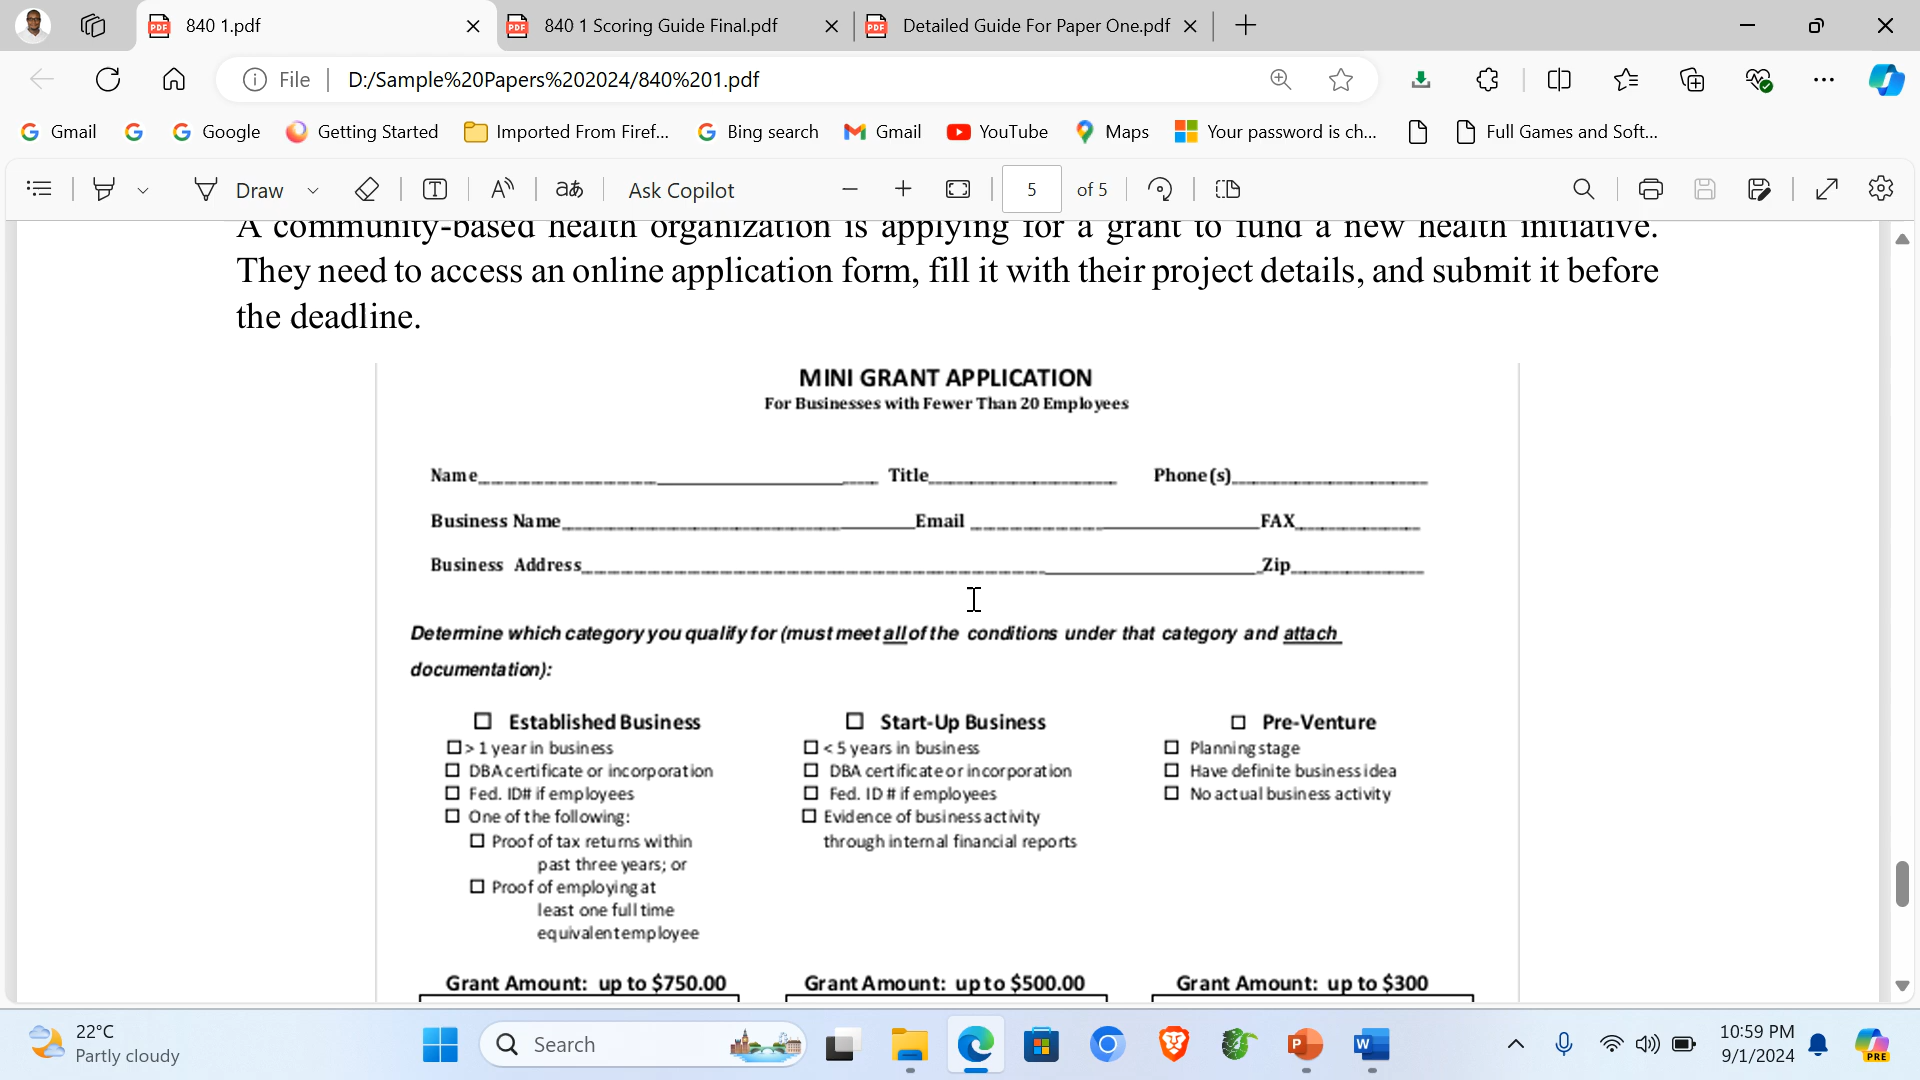 840 1.pdf
840 1 Scoring Guide Final.pdf
Detailed Guide For Paper One.pdf
File
D:/Sample%20Papers%202024/840%201.pdf
Gmail
Google
Getting Started
Imported From Firef...
Bing search
Gmail
YouTube
Maps
Your password is ch...
Full Games and Soft...
Draw
Ask Copilot
5
of 5
A community-based health organization is applying for a grant to fund a new health initiative.
They need to access an online application form, fill it with their project details, and submit it before
the deadline.
MINI GRANT APPLICATION
For Businesses with Fewer Than 20 Employees
Name Title Phone(s)
Business Name Email FAX
Business Address Zip
Determine which category you qualify for (must meet all of the conditions under that category and attach
documentation):
Established Business
> 1 year in business
DBA certificate or incorporation
Fed. ID# if employees
One of the following:
Proof of tax returns within
past three years; or
Proof of employing at
least one full time
equivalent employee
Grant Amount: up to $750.00
Start-Up Business
< 5 years in business
DBA certificate or incorporation
Fed. ID # if employees
Evidence of business activity
through internal financial reports
Grant Amount: up to $500.00
Pre-Venture
Planning stage
Have definite business idea
No actual business activity
Grant Amount: up to $300
22°C
Partly cloudy
Search
10:59 PM
9/1/2024
PRE